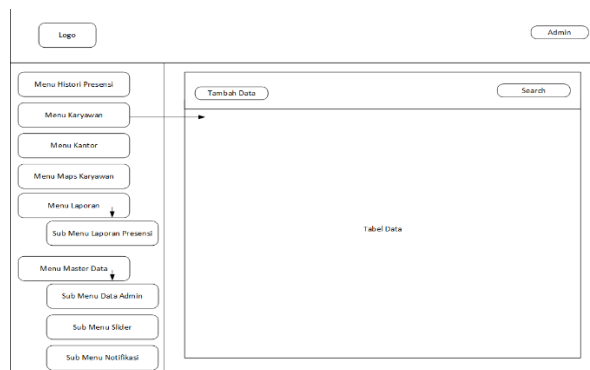 Logo
Admin
Menu Histori Presensi
Menu Karyawan
Menu Kantor
Menu Maps Karyawan
Menu Laporan
Sub Menu Laporan Presensi
Menu Master Data
Sub Menu Data Admin
Sub Menu Slider
Sub Menu Notifikasi
Tambah Data
Search
Tabel Data